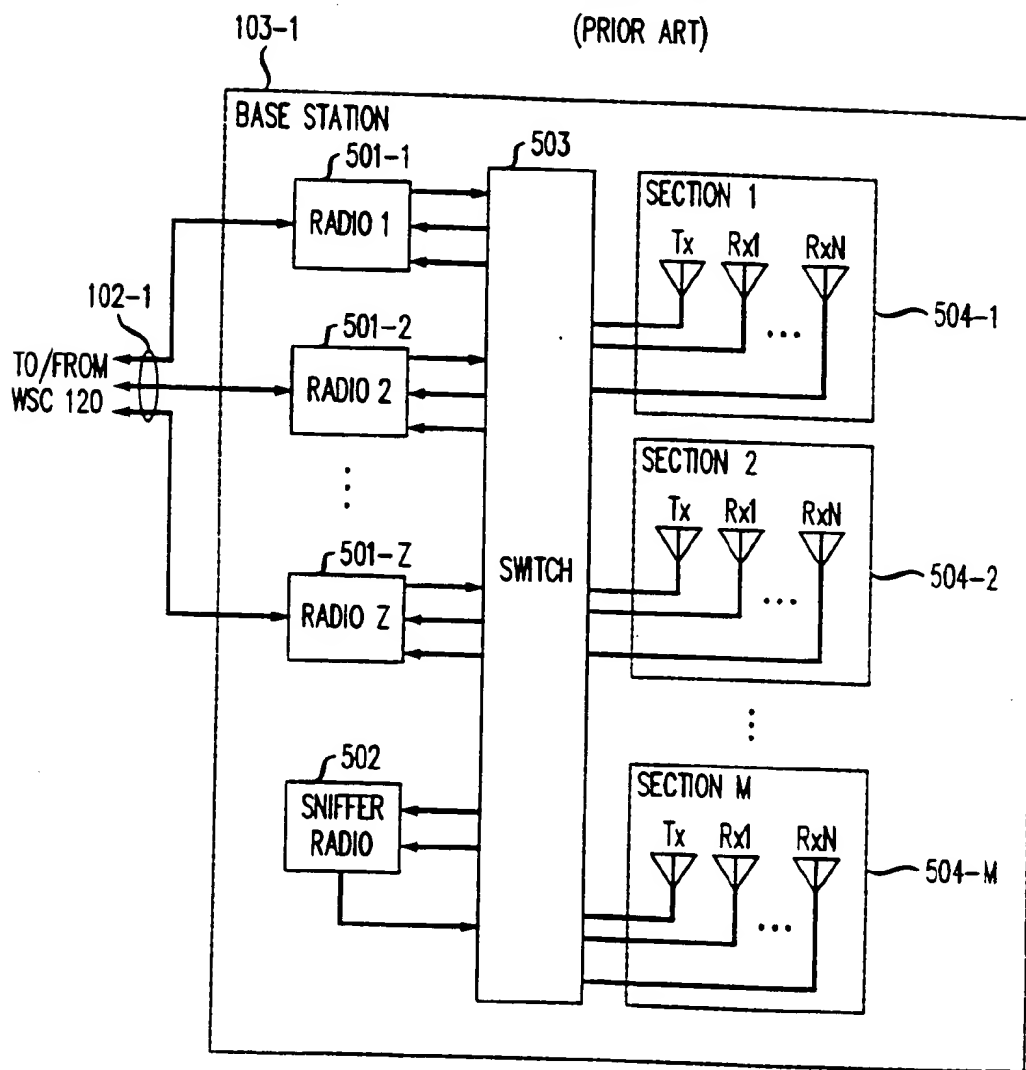 103-1
(PRIOR ART)
BASE STATION
501-1
503
RADIO 1
SECTION 1
Tx
Rx1
RxN
...
504-1
102-1
TO/FROM
WSC 120
501-2
RADIO 2
SECTION 2
Tx
Rx1
RxN
...
504-2
501-Z
RADIO Z
SWITCH
502
SNIFFER
RADIO
SECTION M
Tx
Rx1
RxN
...
504-M